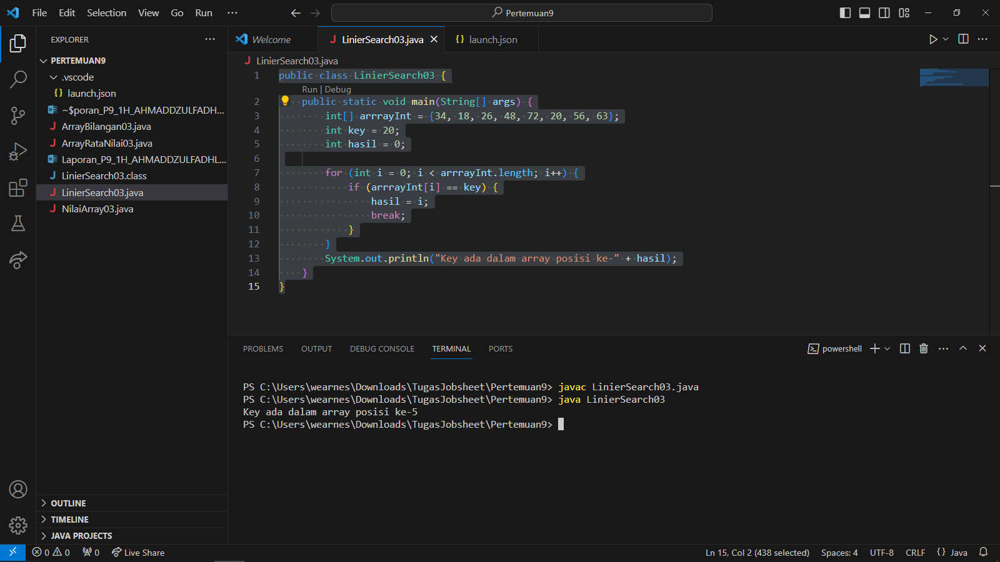 File Edit Selection View Go Run ···
Pertemuan9
EXPLORER ···
PERTEMUAN9
.vscode
{} launch.json
~$poran_P9_1H_AHMADDZULFADH...
J ArrayBilangan03.java
J ArrayRataNilai03.java
Laporan_P9_1H_AHMADDZULFADHL...
J LinierSearch03.class
J LinierSearch03.java
J NilaiArray03.java
OUTLINE
TIMELINE
JAVA PROJECTS
Welcome J LinierSearch03.java {} launch.json
J LinierSearch03.java
1 public class LinierSearch03 {
Run | Debug
2 public static void main(String[] args) {
3 int[] arrrayInt = {34, 18, 26, 48, 72, 20, 56, 63};
4 int key = 20;
5 int hasil = 0;
6
7 for (int i = 0; i < arrrayInt.length; i++) {
8 if (arrrayInt[i] == key) {
9 hasil = i;
10 break;
11 }
12 }
13 System.out.println("Key ada dalam array posisi ke-" + hasil);
14 }
15 }
PROBLEMS OUTPUT DEBUG CONSOLE TERMINAL PORTS
powershell
PS C:\Users\wearnes\Downloads\TugasJobsheet\Pertemuan9> javac LinierSearch03.java
PS C:\Users\wearnes\Downloads\TugasJobsheet\Pertemuan9> java LinierSearch03
Key ada dalam array posisi ke-5
PS C:\Users\wearnes\Downloads\TugasJobsheet\Pertemuan9>
0 0 0 Live Share
Ln 15, Col 2 (438 selected) Spaces: 4 UTF-8 CRLF {} Java